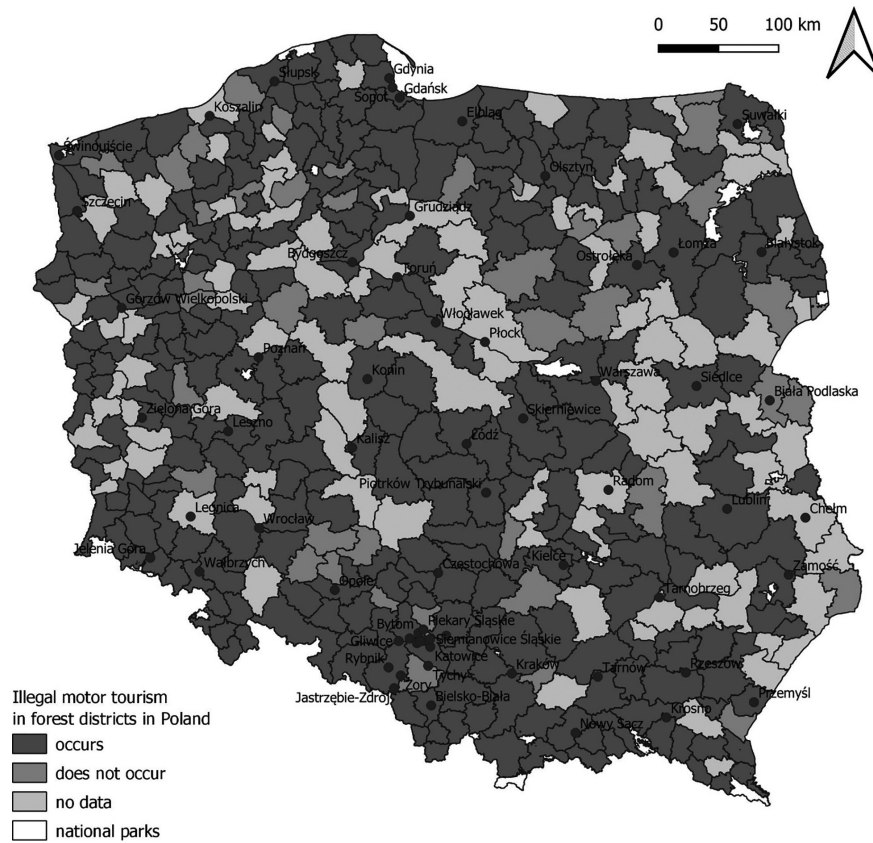 0 50 100 km
Słupsk
Gdynia
Gdańsk
Sopot
Koszalin
Elbląg
Suwałki
Świnoujście
Olsztyn
Szczecin
Grudziądz
Bydgoszcz
Łomża
Białystok
Ostrołęka
Toruń
Gorzów Wielkopolski
Włocławek
Płock
Poznań
Konin
Warszawa
Siedlce
Biała Podlaska
Zielona Góra
Skierniewice
Leszno
Łódź
Kalisz
Piotrków Trybunalski
Radom
Lublin
Legnica
Chełm
Wrocław
Jelenia Góra
Wałbrzych
Kielce
Częstochowa
Zamość
Opole
Tarnobrzeg
Bytom
Piekary Śląskie
Gliwice
Siemianowice Śląskie
Rybnik
Katowice
Tychy
Kraków
Tarnów
Rzeszów
Żory
Jastrzębie-Zdrój
Bielsko-Biała
Przemyśl
Krosno
Nowy Sącz
Illegal motor tourism
in forest districts in Poland
occurs
does not occur
no data
national parks